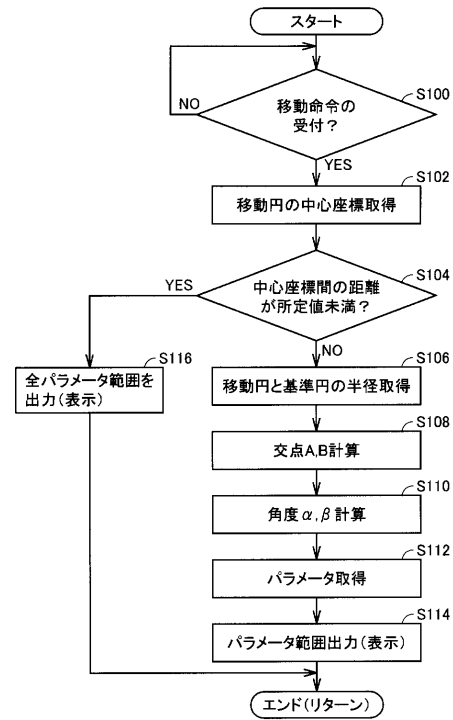 スタート
S100
移動命令の
受付?
NO
YES
S102
移動円の中心座標取得
S104
中心座標間の距離
が所定値未満?
YES
NO
S116
全パラメータ範囲を
出力(表示)
S106
移動円と基準円の半径取得
S108
交点A,B計算
S110
角度α,β計算
S112
パラメータ取得
S114
パラメータ範囲出力(表示)
エンド(リターン)